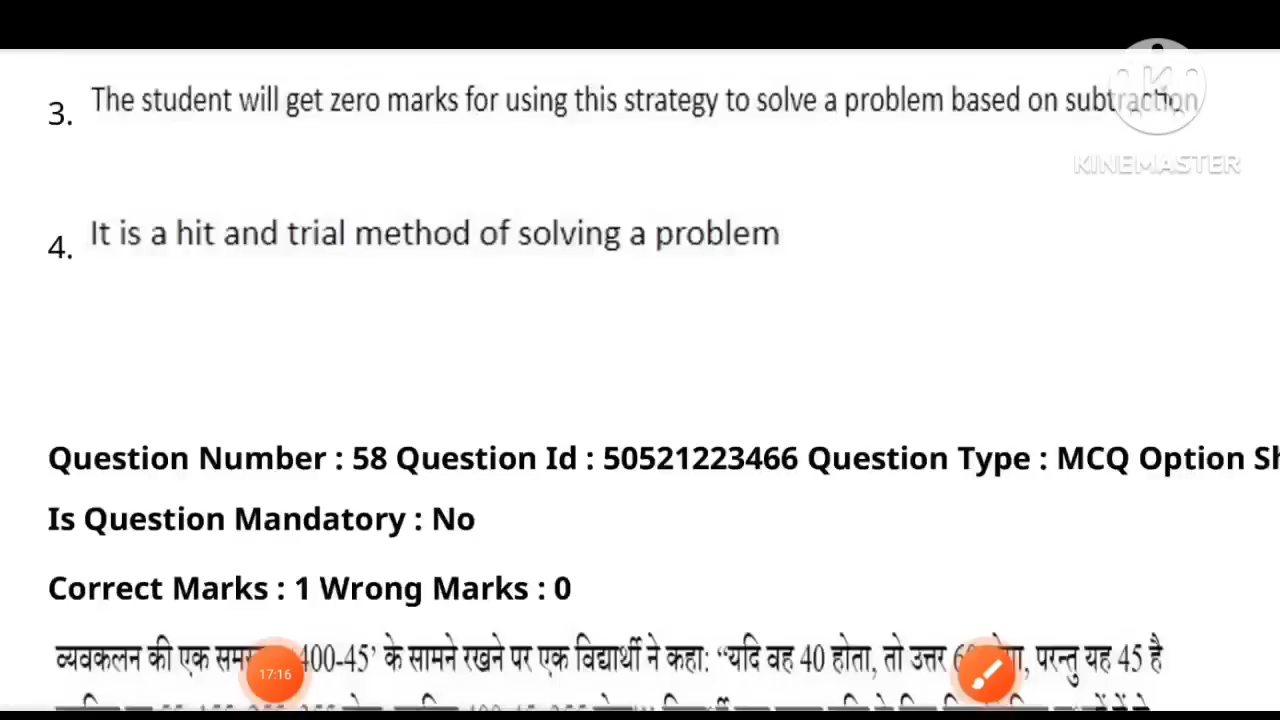 The student will get zero marks for using this strategy to solve a problem based on subtraction
3.
KINEMASTER
It is a hit and trial method of solving a problem
4.
Question Number : 58 Question Id : 50521223466 Question Type : MCQ Option Sh
Is Question Mandatory : No
Correct Marks : 1 Wrong Marks : 0
व्यवकलन की एक 400-45’ के सामने रखने पर एक विद्यार्थी ने कहा: “यदि वह 40 होता, तो उत्तर परन्तु यह 45 है
17:16